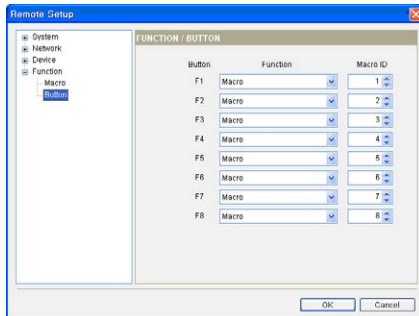 Remote Setup
System
Network
Device
Function
Macro
Button
FUNCTION / BUTTON
Button Function Macro ID
F1 Macro 1
F2 Macro 2
F3 Macro 3
F4 Macro 4
F5 Macro 5
F6 Macro 6
F7 Macro 7
F8 Macro 8
OK Cancel